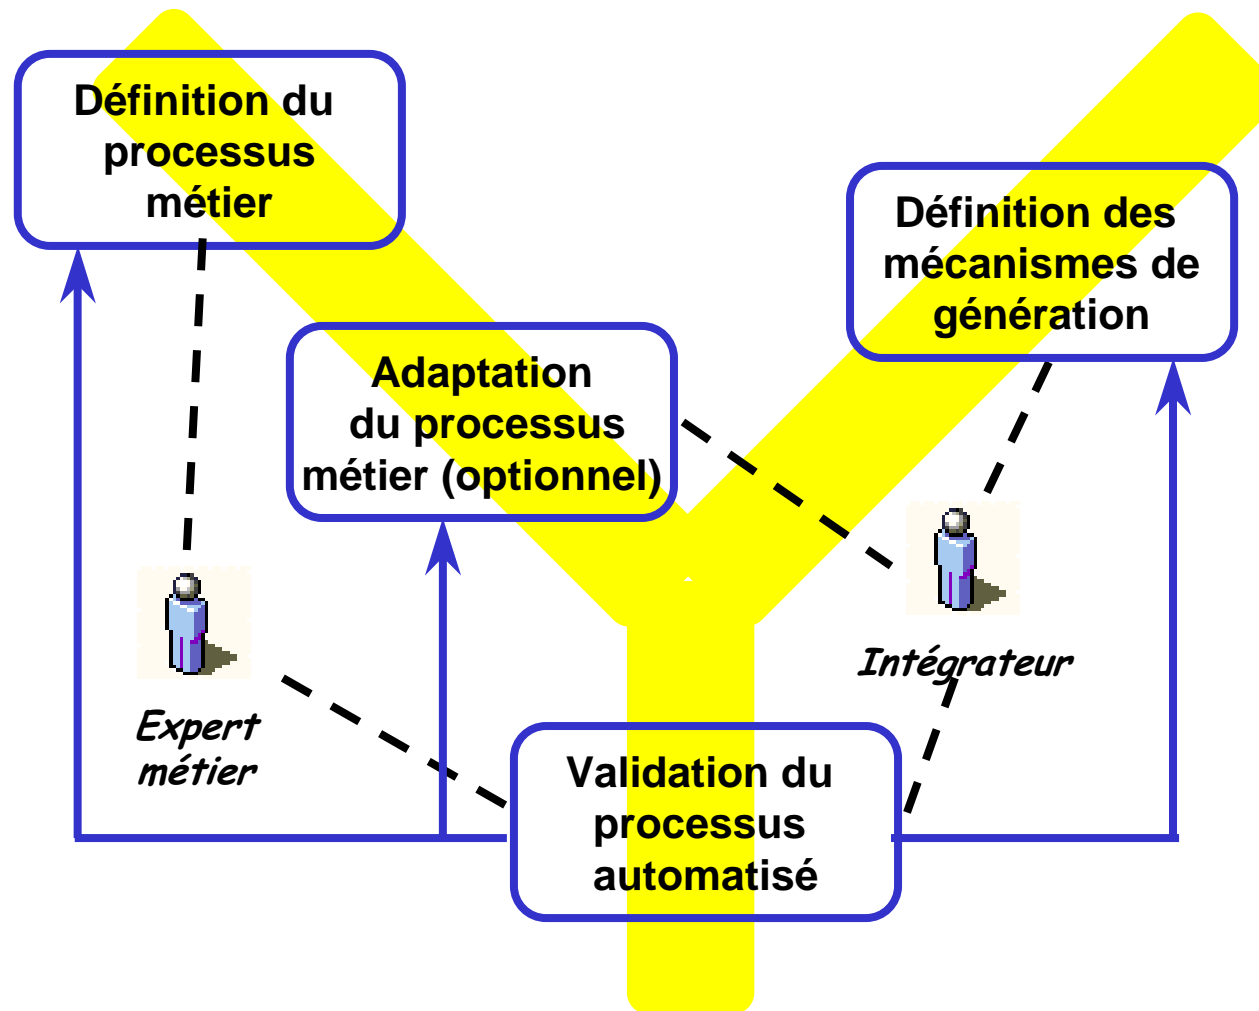 Définition du
processus
métier
Définition des
mécanismes de
génération
Adaptation
du processus
métier (optionnel)
Intégrateur
Expert
métier
Validation du
processus
automatisé